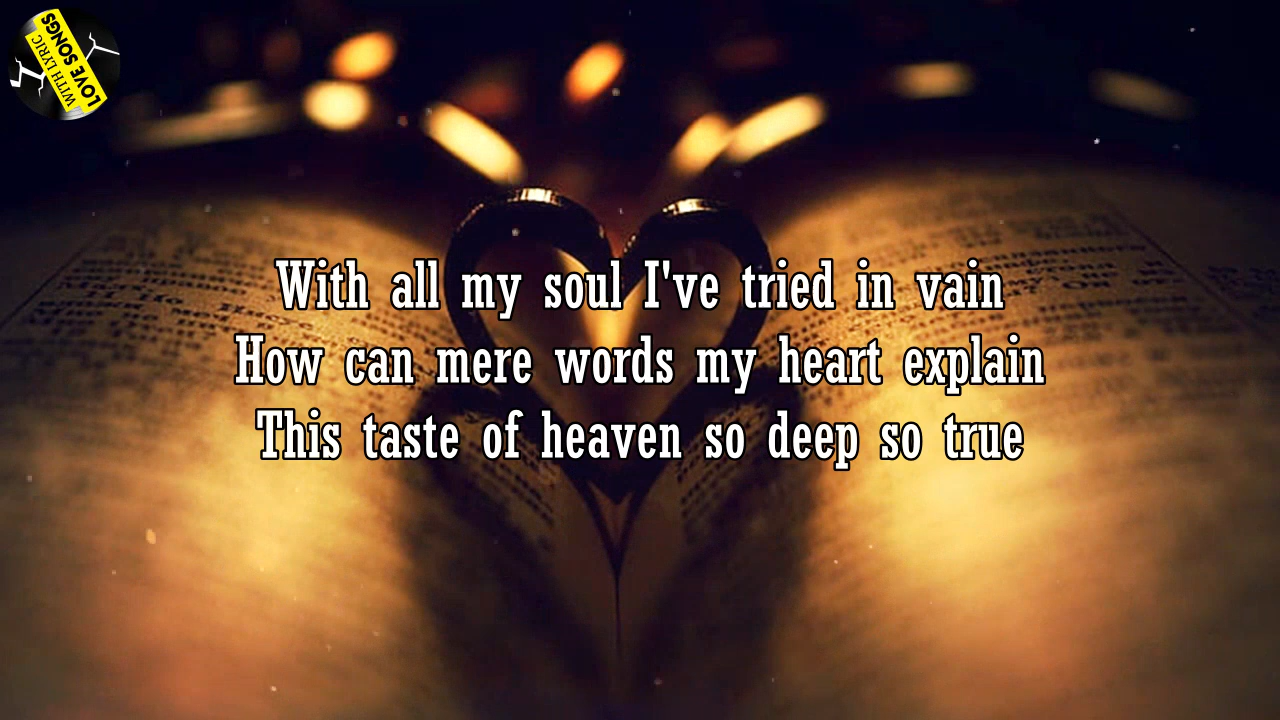 LOVE SONGS
WITH LYRIC
With all my soul I've tried in vain
How can mere words my heart explain
This taste of heaven so deep so true